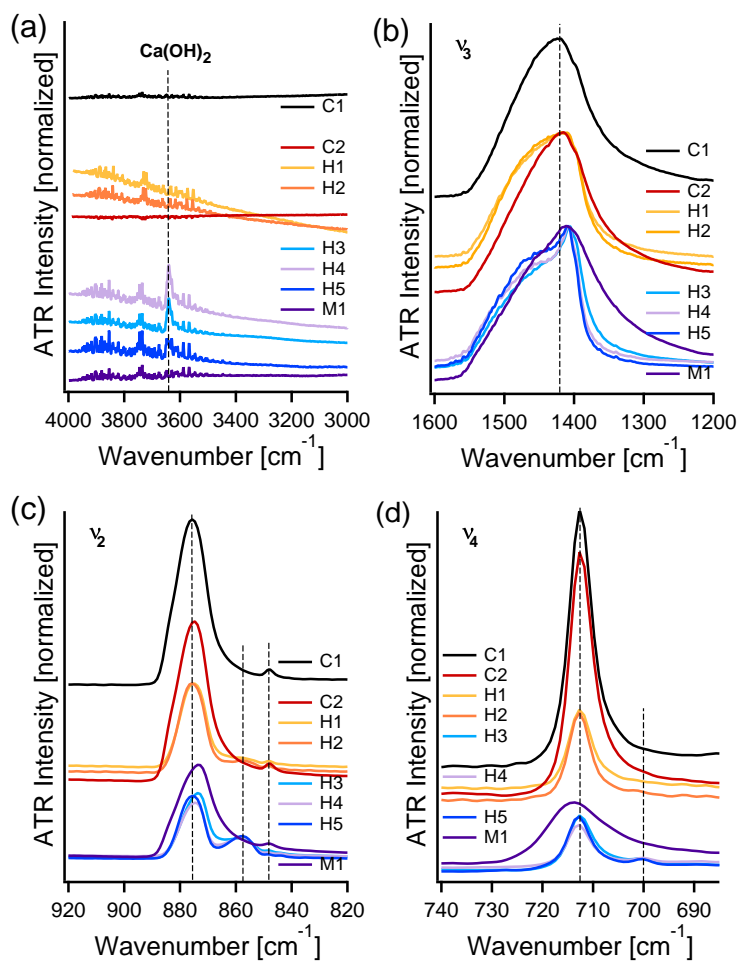 (a)
Ca(OH)2
ATR Intensity [normalized]
C1
C2
H1
H2
H3
H4
H5
M1
4000 3800 3600 3400 3200 3000
Wavenumber [cm-1]
(b)
ν3
ATR Intensity [normalized]
C1
C2
H1
H2
H3
H4
H5
M1
1600 1500 1400 1300 1200
Wavenumber [cm-1]
(c)
ν2
ATR Intensity [normalized]
C1
C2
H1
H2
H3
H4
H5
M1
920 900 880 860 840 820
Wavenumber [cm-1]
(d)
ν4
ATR Intensity [normalized]
C1
C2
H1
H2
H3
H4
H5
M1
740 730 720 710 700 690
Wavenumber [cm-1]